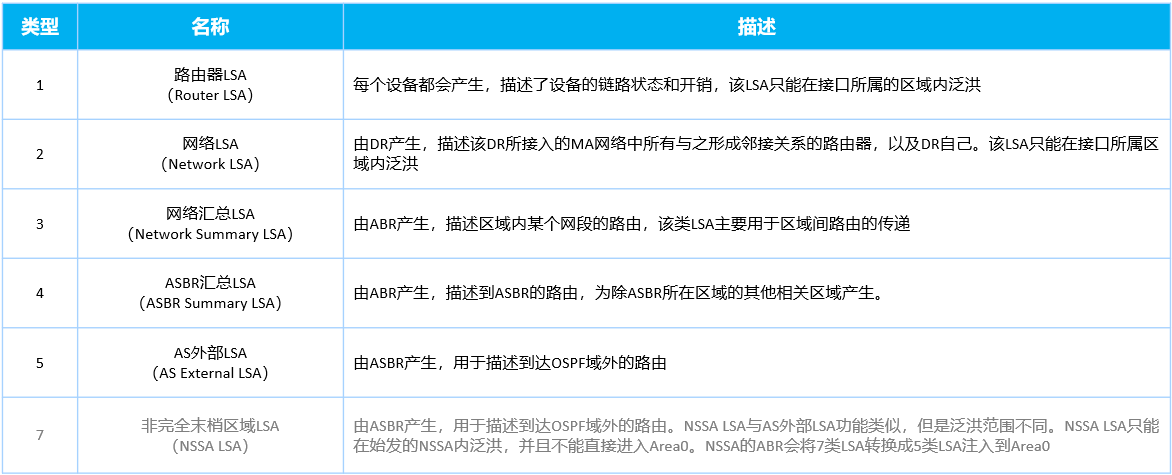 类型
名称
描述
1
路由器LSA
（Router LSA）
每个设备都会产生，描述了设备的链路状态和开销，该LSA只能在接口所属的区域内泛洪
2
网络LSA
（Network LSA）
由DR产生，描述该DR所接入的MA网络中所有与之形成邻接关系的路由器，以及DR自己。该LSA只能在接口所属区
域内泛洪
3
网络汇总LSA
（Network Summary LSA）
由ABR产生，描述区域内某个网段的路由，该类LSA主要用于区域间路由的传递
4
ASBR汇总LSA
（ASBR Summary LSA）
由ABR产生，描述到ASBR的路由，为除ASBR所在区域的其他相关区域产生。
5
AS外部LSA
（AS External LSA）
由ASBR产生，用于描述到达OSPF域外的路由
7
非完全末梢区域LSA
（NSSA LSA）
由ASBR产生，用于描述到达OSPF域外的路由。NSSA LSA与AS外部LSA功能类似，但是泛洪范围不同。NSSA LSA只能
在始发的NSSA内泛洪，并且不能直接进入Area0。NSSA的ABR会将7类LSA转换成5类LSA注入到Area0